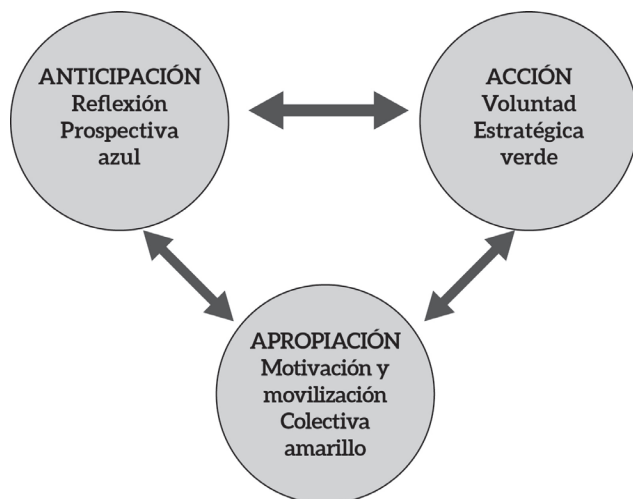 ANTICIPACIÓN
Reflexión
Prospectiva
azul
ACCIÓN
Voluntad
Estratégica
verde
APROPIACIÓN
Motivación y
movilización
Colectiva
amarillo